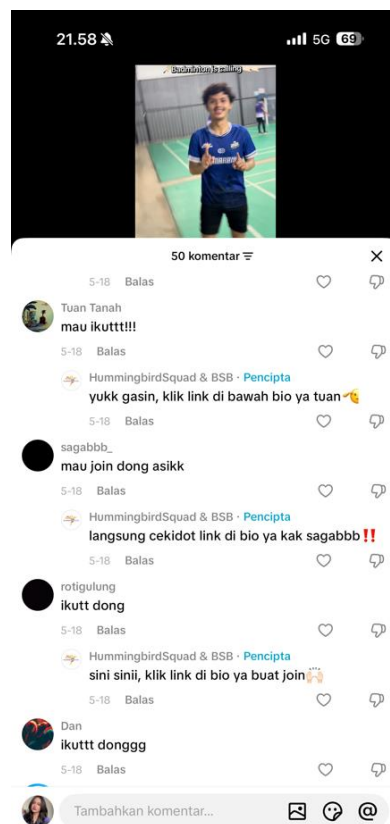 21.58
5G 69
Badminton is calling
50 komentar
5-18 Balas
Tuan Tanah
mau ikuttt!!!
5-18 Balas
HummingbirdSquad & BSB · Pencipta
yukk gasin, klik link di bawah bio ya tuan
5-18 Balas
sagabbb_
mau join dong asikk
5-18 Balas
HummingbirdSquad & BSB · Pencipta
langsung cekidot link di bio ya kak sagabbb‼️
5-18 Balas
rotigulung
ikutt dong
5-18 Balas
HummingbirdSquad & BSB · Pencipta
sini sinii, klik link di bio ya buat join🙌🏻
5-18 Balas
Dan
ikuttt donggg
5-18 Balas
Tambahkan komentar...